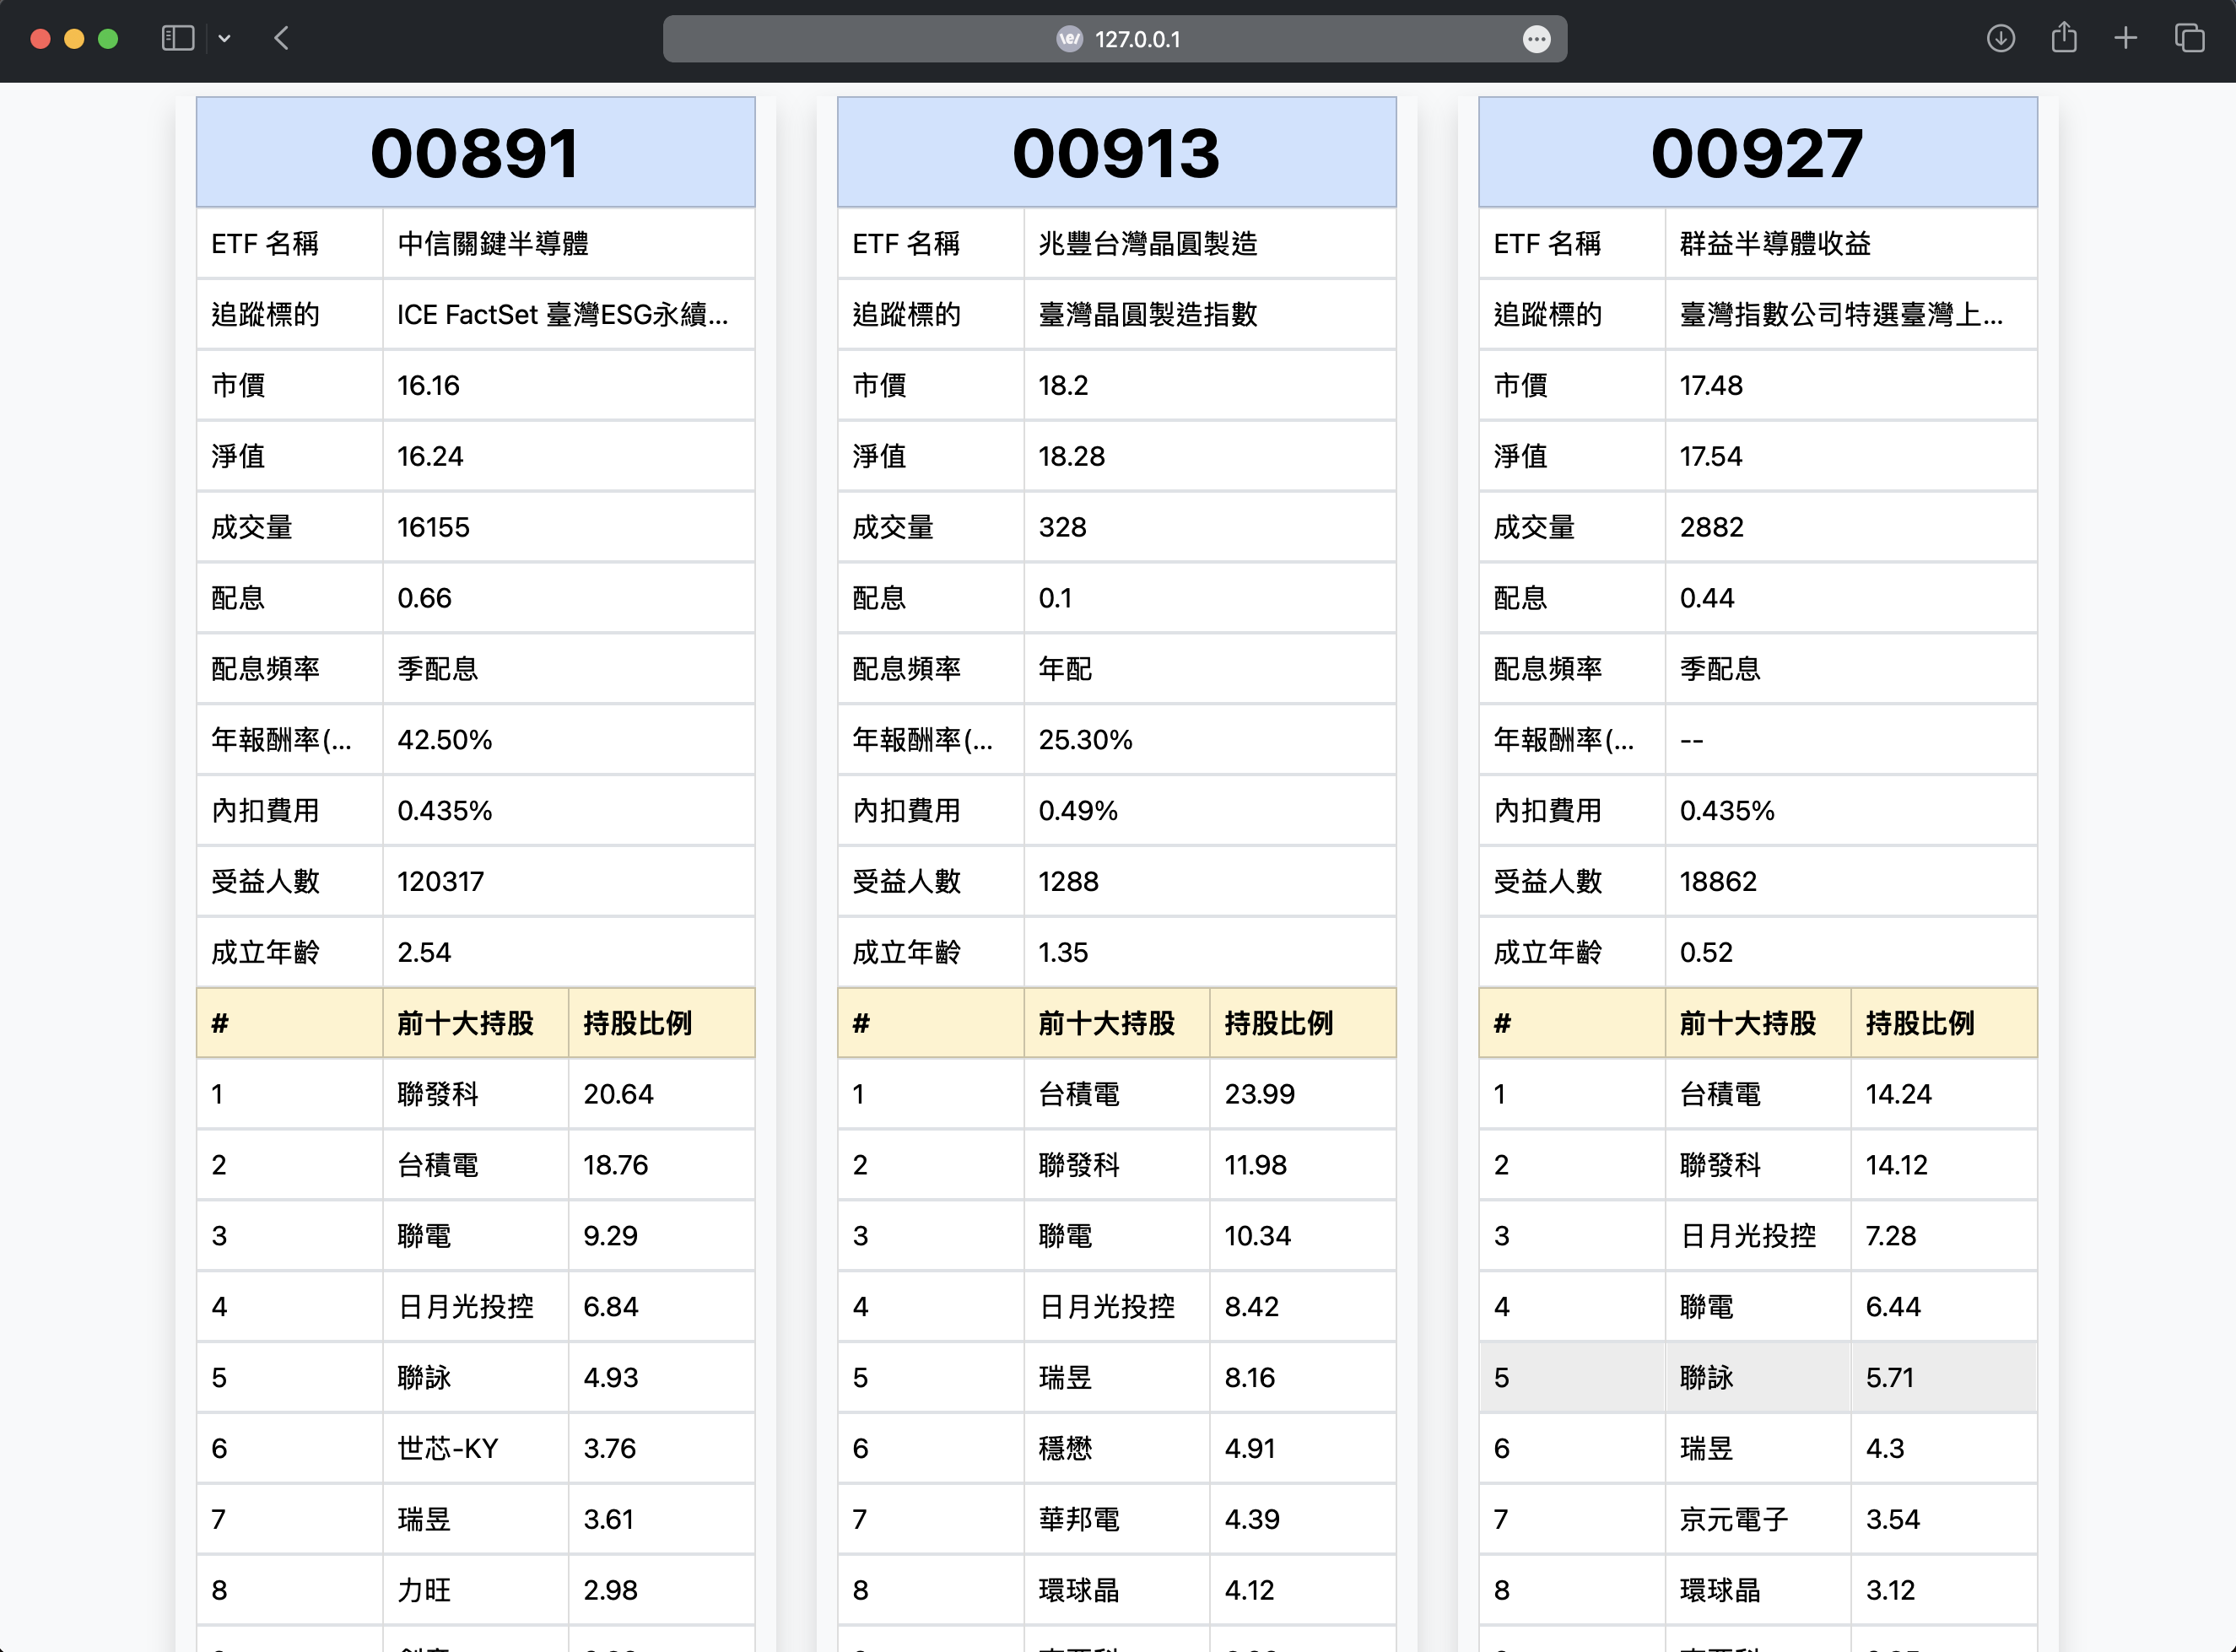 127.0.0.1
00891
ETF 名稱 中信關鍵半導體
追蹤標的 ICE FactSet 臺灣ESG永續...
市價 16.16
淨值 16.24
成交量 16155
配息 0.66
配息頻率 季配息
年報酬率(... 42.50%
內扣費用 0.435%
受益人數 120317
成立年齡 2.54
# 前十大持股 持股比例
1 聯發科 20.64
2 台積電 18.76
3 聯電 9.29
4 日月光投控 6.84
5 聯詠 4.93
6 世芯-KY 3.76
7 瑞昱 3.61
8 力旺 2.98
00913
ETF 名稱 兆豐台灣晶圓製造
追蹤標的 臺灣晶圓製造指數
市價 18.2
淨值 18.28
成交量 328
配息 0.1
配息頻率 年配
年報酬率(... 25.30%
內扣費用 0.49%
受益人數 1288
成立年齡 1.35
# 前十大持股 持股比例
1 台積電 23.99
2 聯發科 11.98
3 聯電 10.34
4 日月光投控 8.42
5 瑞昱 8.16
6 穩懋 4.91
7 華邦電 4.39
8 環球晶 4.12
00927
ETF 名稱 群益半導體收益
追蹤標的 臺灣指數公司特選臺灣上...
市價 17.48
淨值 17.54
成交量 2882
配息 0.44
配息頻率 季配息
年報酬率(... --
內扣費用 0.435%
受益人數 18862
成立年齡 0.52
# 前十大持股 持股比例
1 台積電 14.24
2 聯發科 14.12
3 日月光投控 7.28
4 聯電 6.44
5 聯詠 5.71
6 瑞昱 4.3
7 京元電子 3.54
8 環球晶 3.12